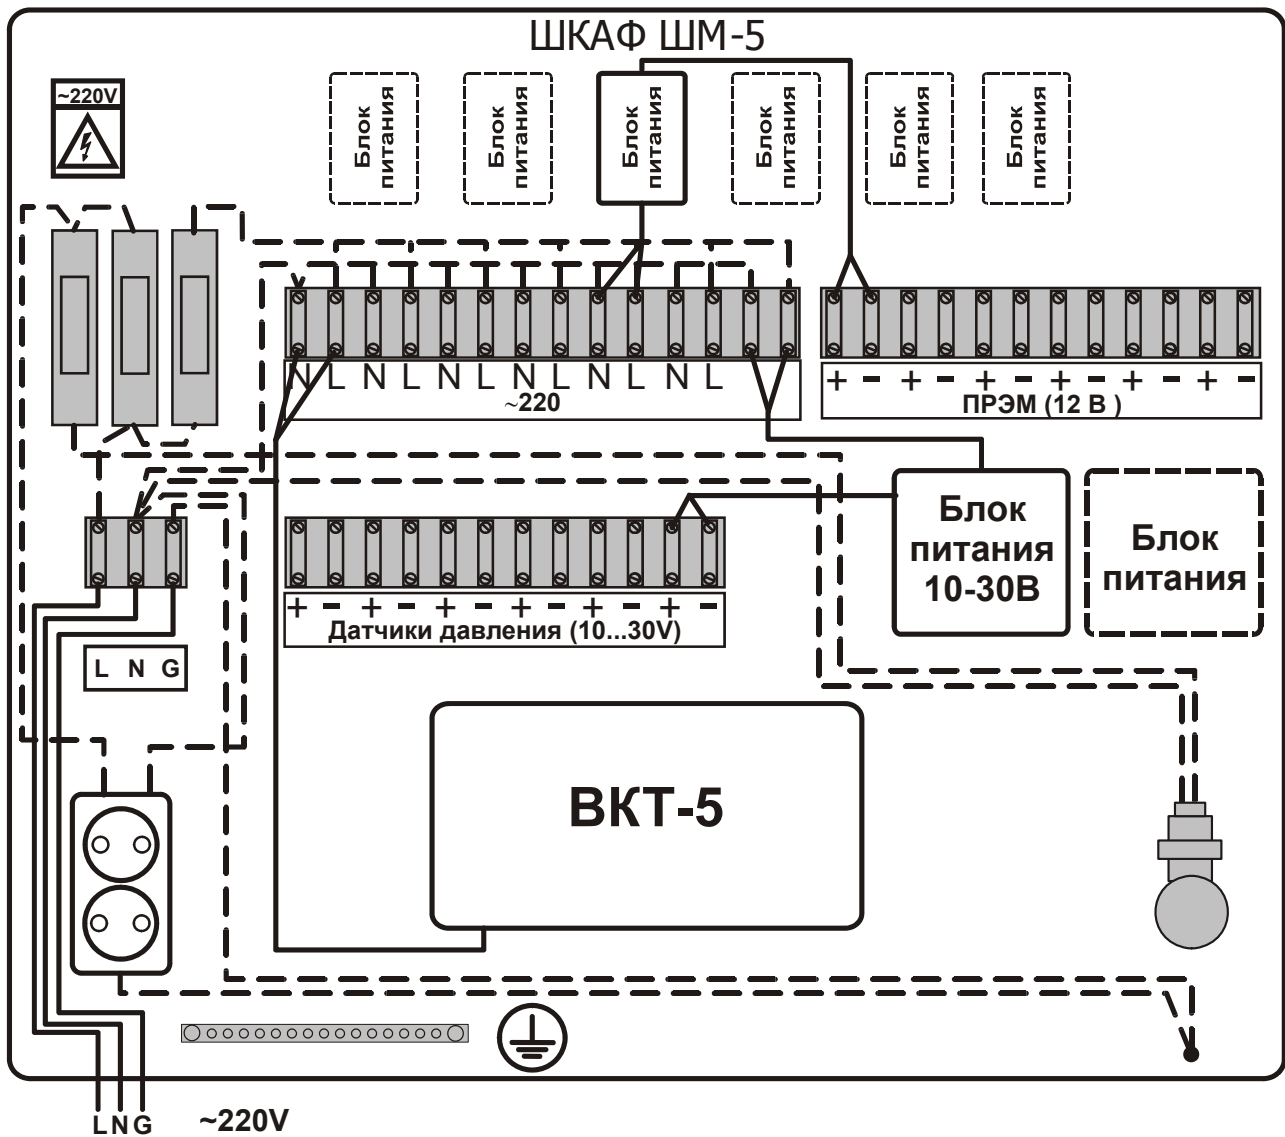 ШКАФ ШМ-5
~220V
Блок
питания
Блок
питания
Блок
питания
Блок
питания
Блок
питания
Блок
питания
N L N L N L N L N L N L
~220
+ - + - + - + - + - + -
ПРЭМ (12 В )
Блок
питания
10-30В
Блок
питания
+ - + - + - + - + - + -
Датчики давления (10...30V)
L N G
ВКТ-5
LNG
~220V